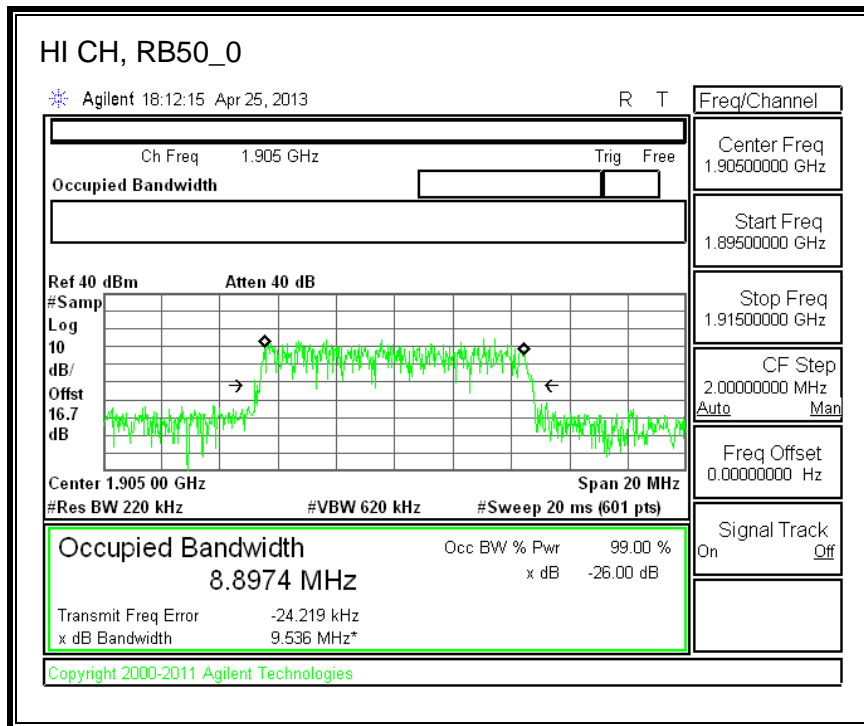 HI CH, RB50_0
Agilent 18:12:15 Apr 25, 2013 R T
Freq/Channel
Ch Freq 1.905 GHz Trig Free
Occupied Bandwidth
Center Freq
1.90500000 GHz
Start Freq
1.89500000 GHz
Stop Freq
1.91500000 GHz
CF Step
2.00000000 MHz
Auto Man
Freq Offset
0.00000000 Hz
Signal Track
On Off
Ref 40 dBm Atten 40 dB
#Samp
Log
10
dB/
Offst
16.7
dB
Center 1.905 00 GHz Span 20 MHz
#Res BW 220 kHz #VBW 620 kHz #Sweep 20 ms (601 pts)
Occupied Bandwidth Occ BW % Pwr 99.00 %
8.8974 MHz x dB -26.00 dB
Transmit Freq Error -24.219 kHz
x dB Bandwidth 9.536 MHz*
Copyright 2000-2011 Agilent Technologies